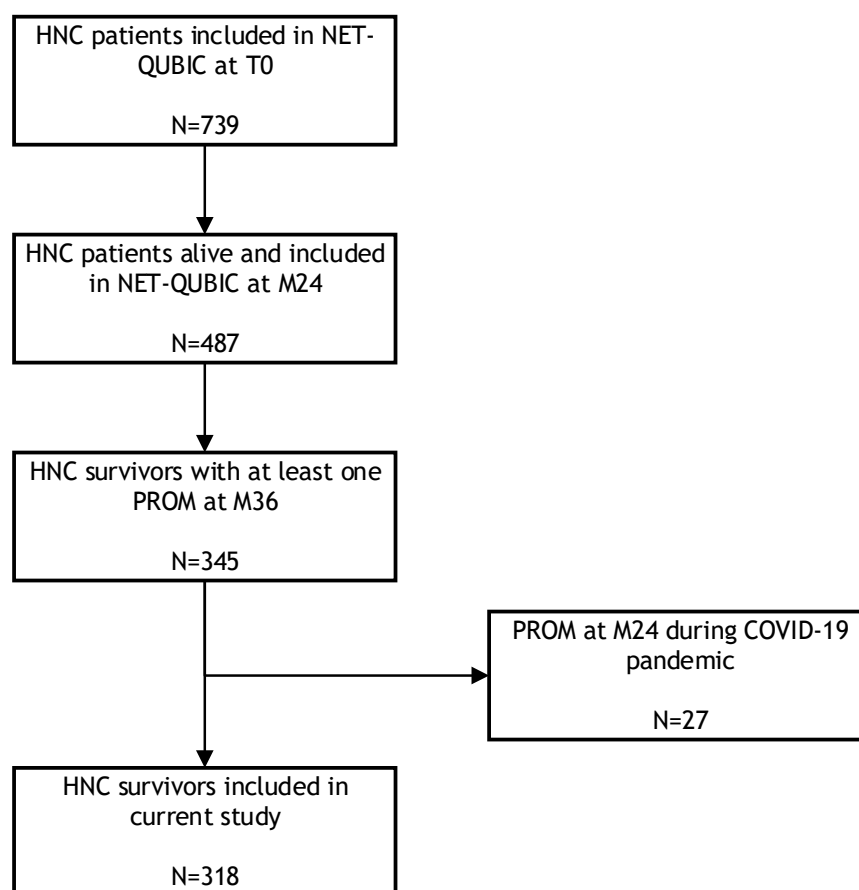 HNC patients included in NET-
QUBIC at T0
N=739
HNC patients alive and included
in NET-QUBIC at M24
N=487
HNC survivors with at least one
PROM at M36
N=345
PROM at M24 during COVID-19
pandemic
N=27
HNC survivors included in
current study
N=318